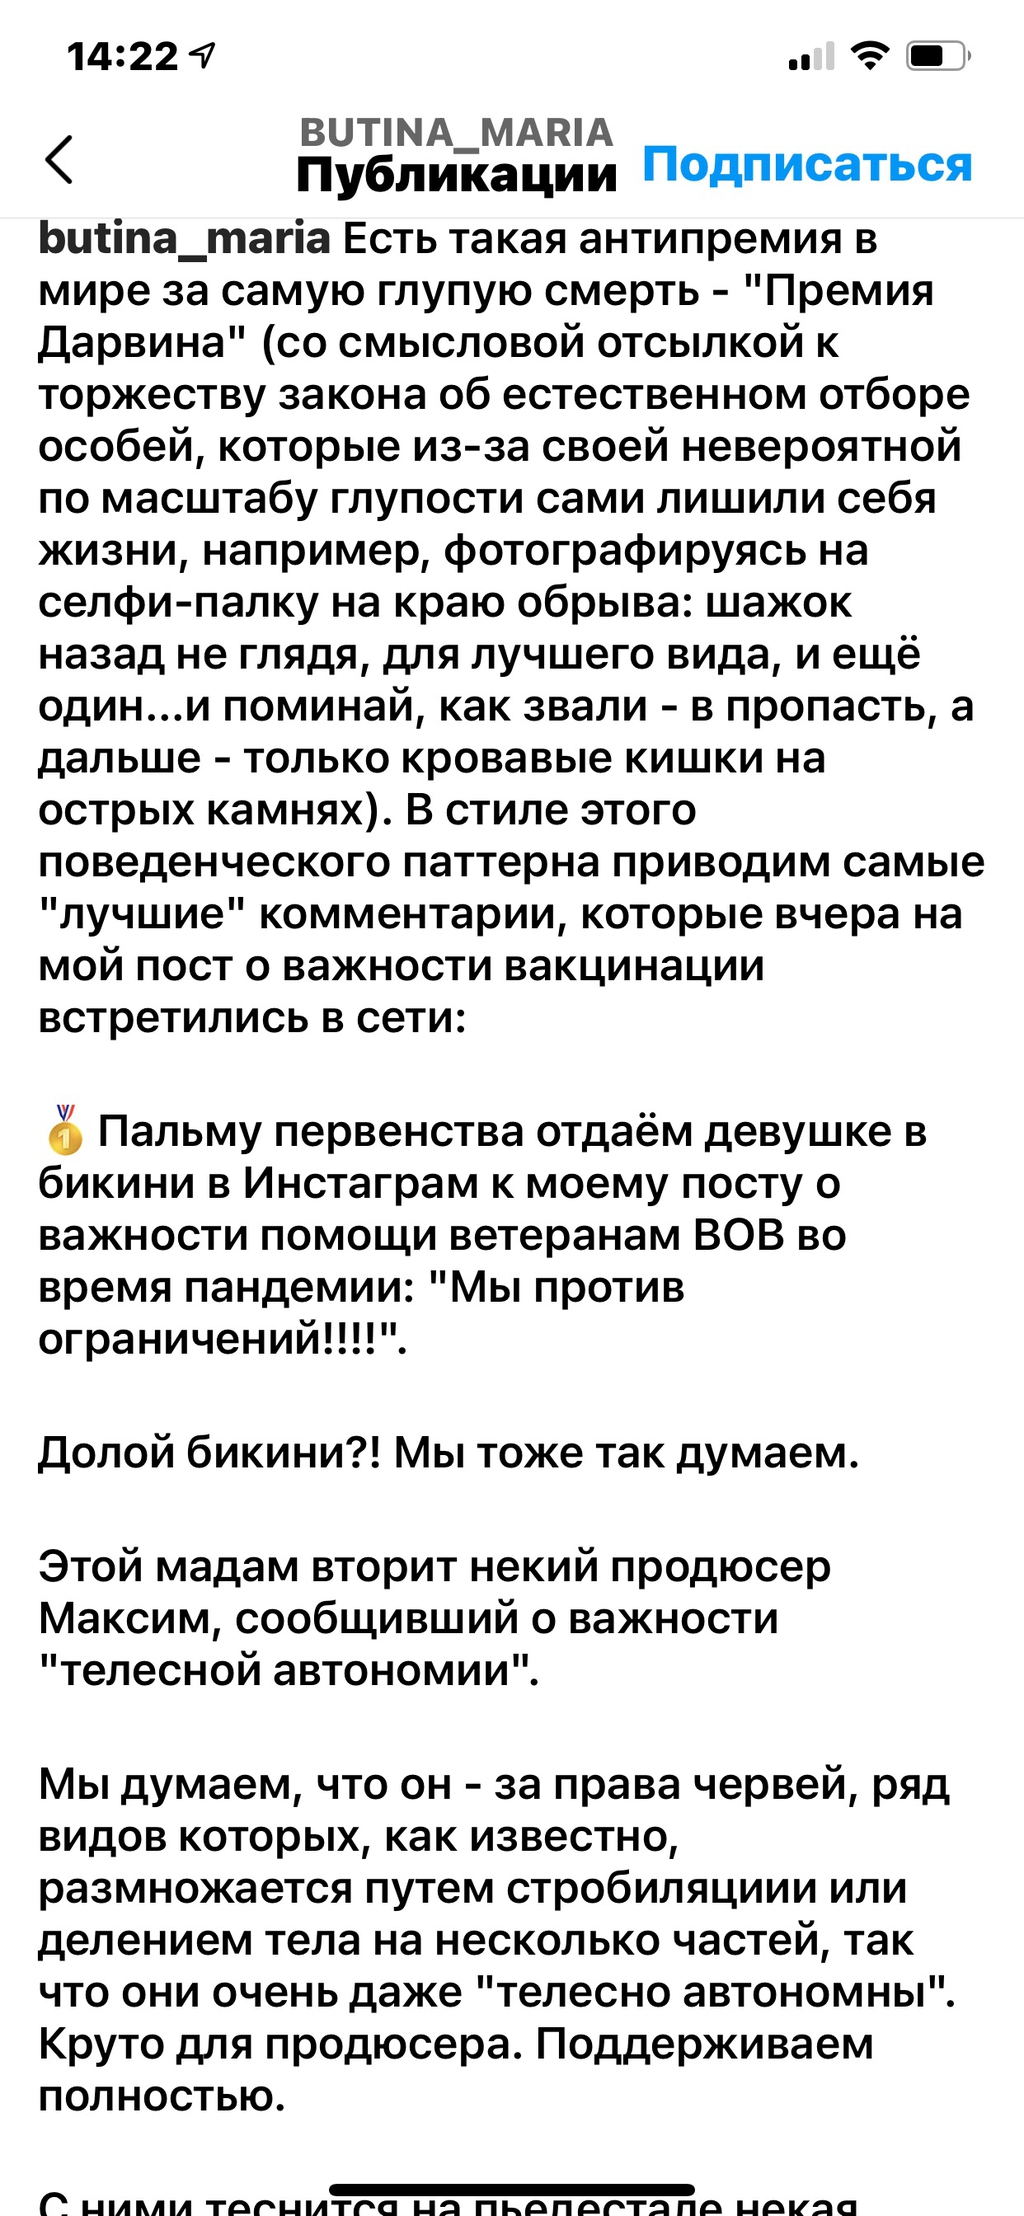 14:22
BUTINA_MARIA
Публикации
Подписаться
butina_maria Есть такая антипремия в
мире за самую глупую смерть - "Премия
Дарвина" (со смысловой отсылкой к
торжеству закона об естественном отборе
особей, которые из-за своей невероятной
по масштабу глупости сами лишили себя
жизни, например, фотографируясь на
селфи-палку на краю обрыва: шажок
назад не глядя, для лучшего вида, и ещё
один...и поминай, как звали - в пропасть, а
дальше - только кровавые кишки на
острых камнях). В стиле этого
поведенческого паттерна приводим самые
"лучшие" комментарии, которые вчера на
мой пост о важности вакцинации
встретились в сети:
🥇 Пальму первенства отдаём девушке в
бикини в Инстаграм к моему посту о
важности помощи ветеранам ВОВ во
время пандемии: "Мы против
ограничений!!!!".
Долой бикини?! Мы тоже так думаем.
Этой мадам вторит некий продюсер
Максим, сообщивший о важности
"телесной автономии".
Мы думаем, что он - за права червей, ряд
видов которых, как известно,
размножается путем стробиляциии или
делением тела на несколько частей, так
что они очень даже "телесно автономны".
Круто для продюсера. Поддерживаем
полностью.
С ними теснится на пьедестале некая